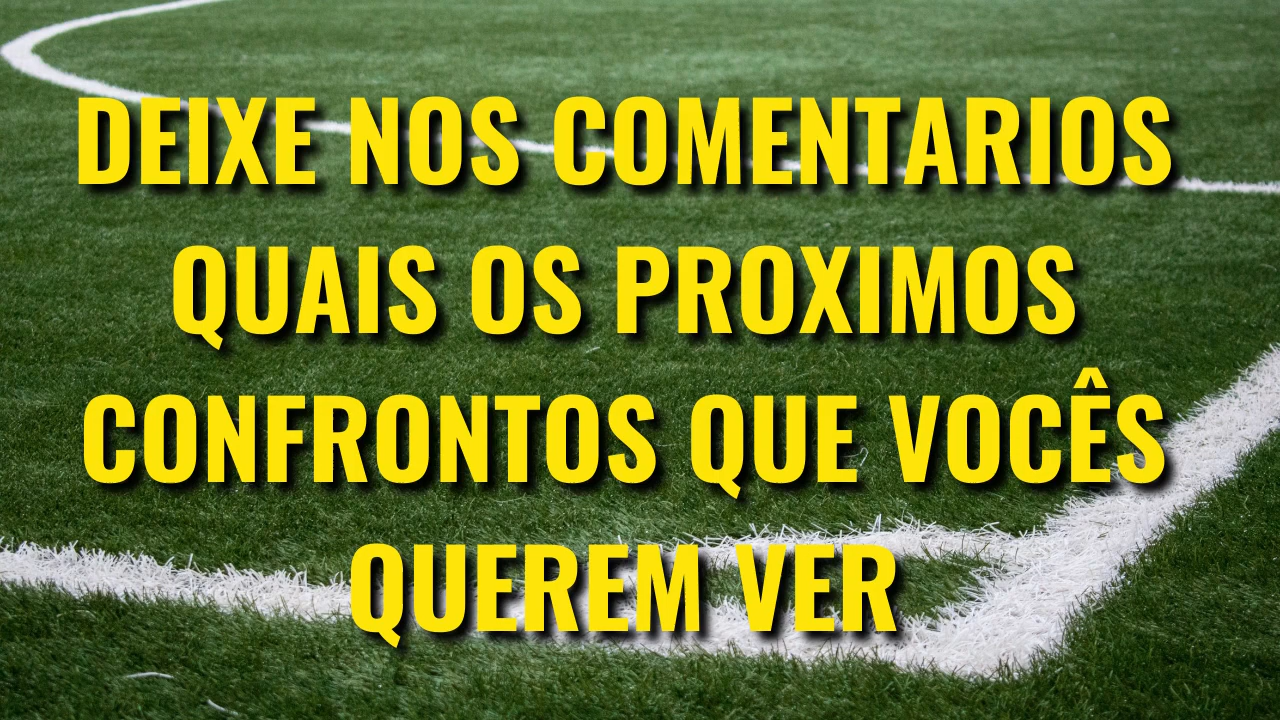 DEIXE NOS COMENTARIOS
QUAIS OS PROXIMOS
CONFRONTOS QUE VOCÊS
QUEREM VER